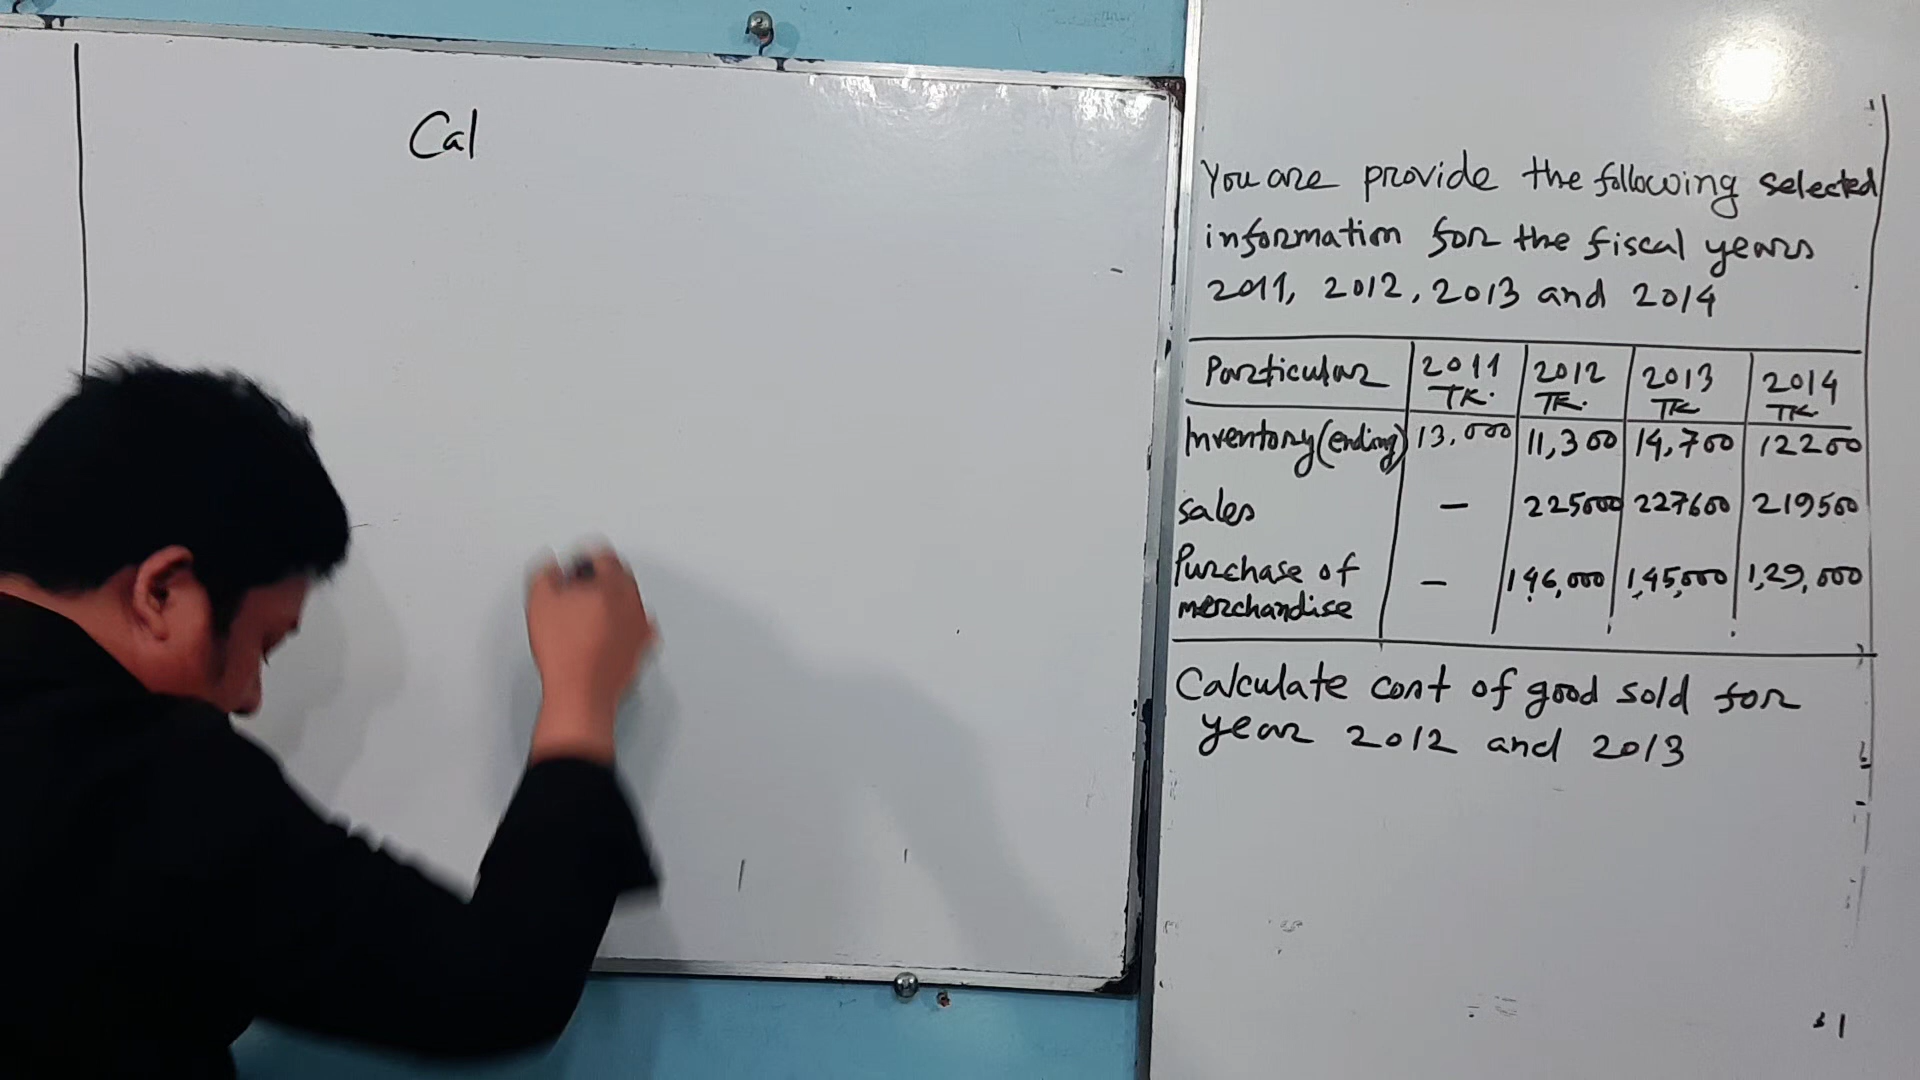 Cal
You are provide the following selected
information for the fiscal years
2011, 2012, 2013 and 2014
Particular 2011 TK. 2012 TK. 2013 TK 2014 TK
Inventory (ending) 13,000 11,300 14,700 12200
sales - 225000 227600 219500
Purchase of merchandise - 146,000 1,45,000 1,29,000
Calculate cost of good sold for
year 2012 and 2013